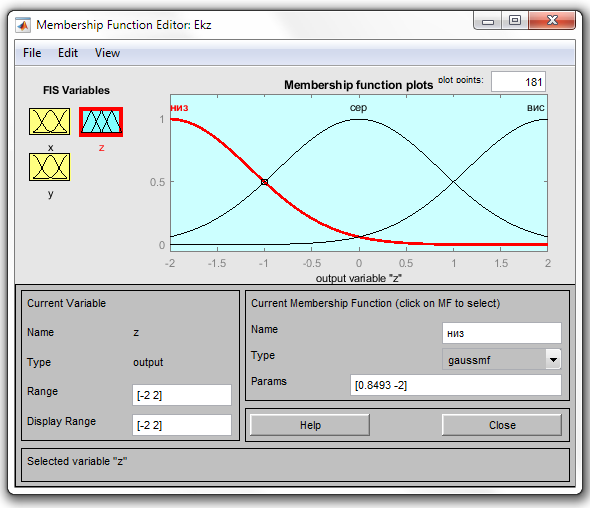 Membership Function Editor: Ekz
File Edit View
FIS Variables
x
z
y
Membership function plots
plot points:
181
низ
сер
вис
1
0.5
0
-2 -1.5 -1 -0.5 0 0.5 1 1.5 2
output variable "z"
Current Variable
Name z
Type output
Range [-2 2]
Display Range [-2 2]
Current Membership Function (click on MF to select)
Name низ
Type gaussmf
Params [0.8493 -2]
Help Close
Selected variable "z"